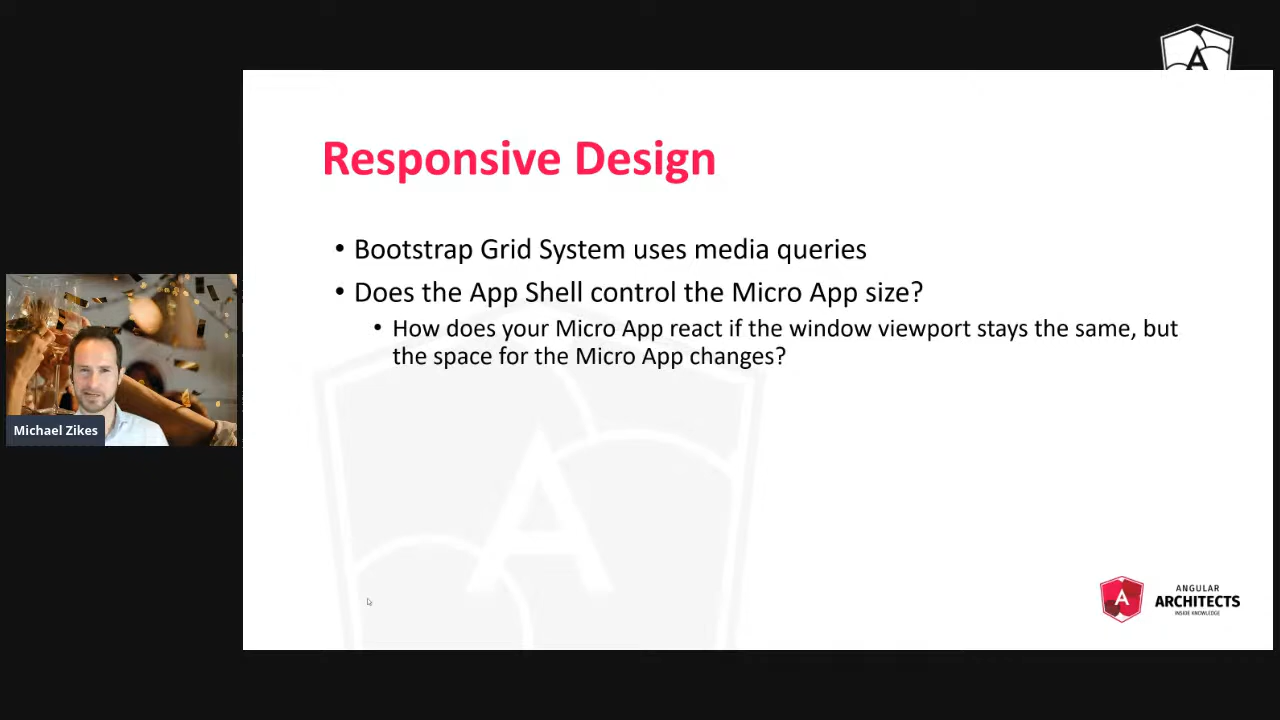 A
Responsive Design
• Bootstrap Grid System uses media queries
• Does the App Shell control the Micro App size?
• How does your Micro App react if the window viewport stays the same, but
the space for the Micro App changes?
Michael Zikes
A
A
ANGULAR
ARCHITECTS
INSIDE KNOWLEDGE